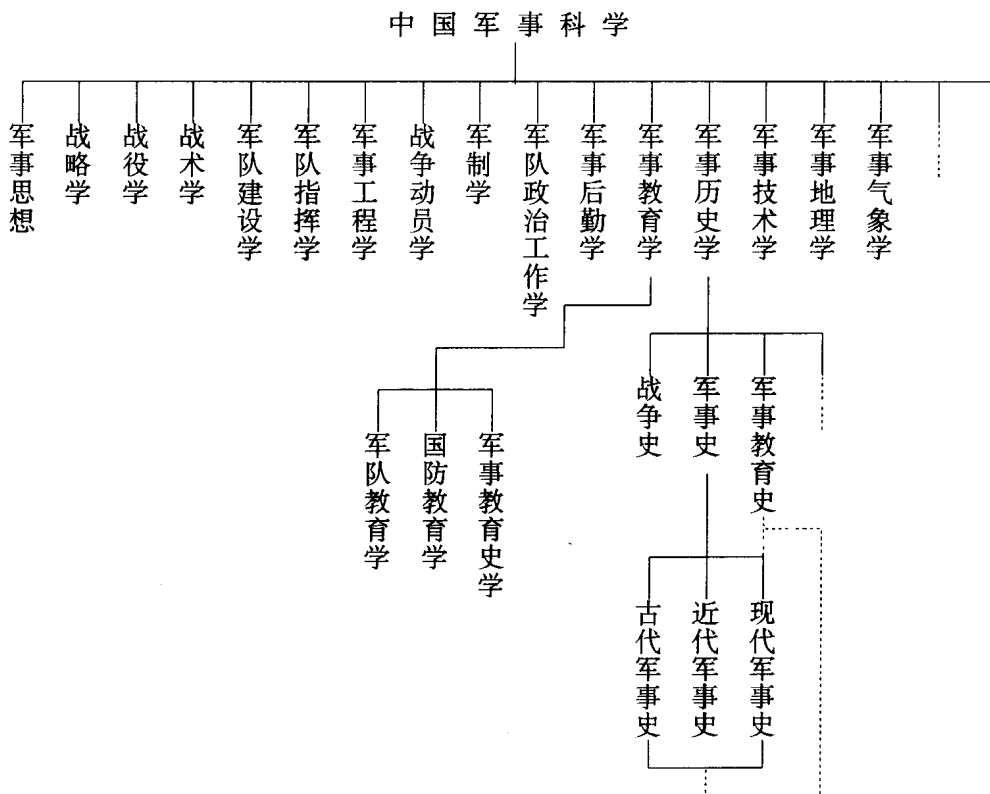 中国军事科学
军事思想
战略学
战役学
战术学
军队建设学
军队指挥学
军事工程学
战争动员学
军制学
军队政治工作学
军事后勤学
军事教育学
军事历史学
军事技术学
军事地理学
军事气象学
战争史
军事史
军事教育史
军队教育学
国防教育学
军事教育史学
古代军事史
近代军事史
现代军事史